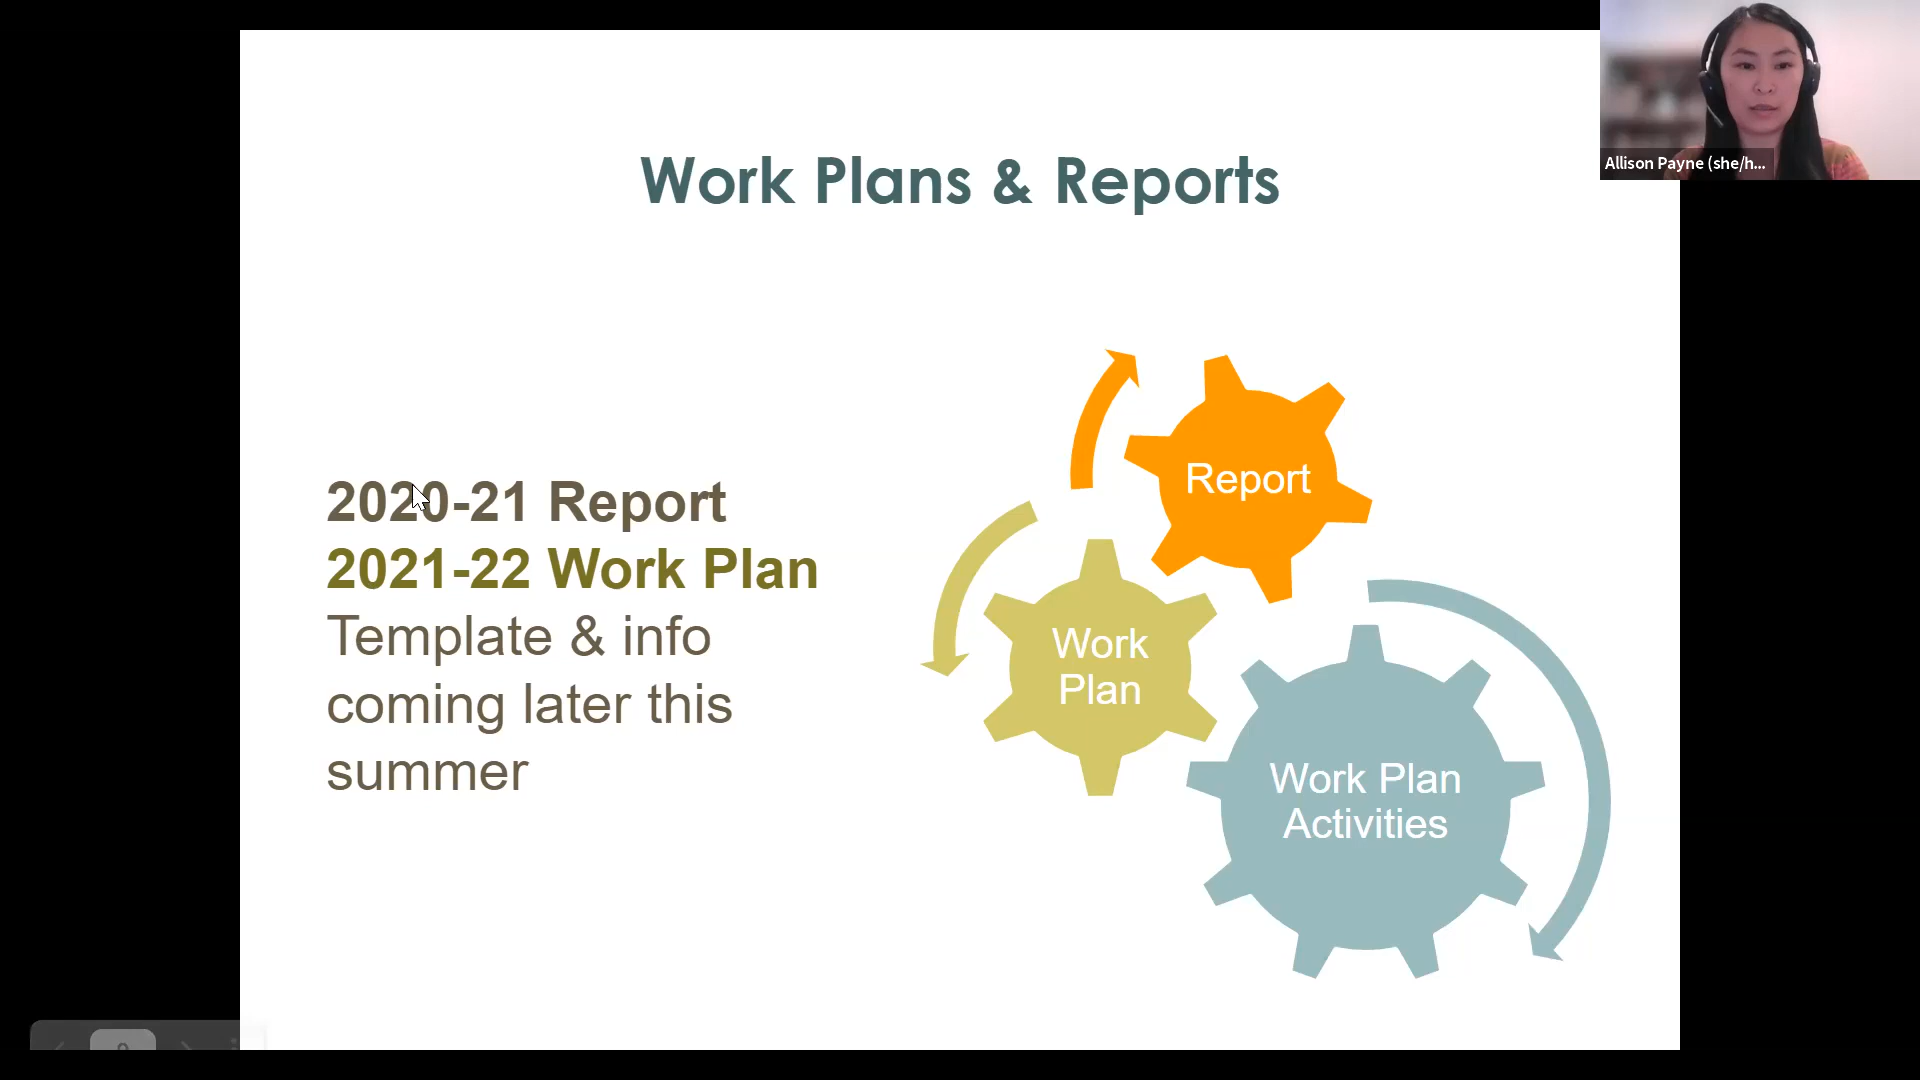 Work Plans & Reports
Allison Payne (she/h...
2020-21 Report
2021-22 Work Plan
Template & info
coming later this
summer
Report
Work
Plan
Work Plan
Activities